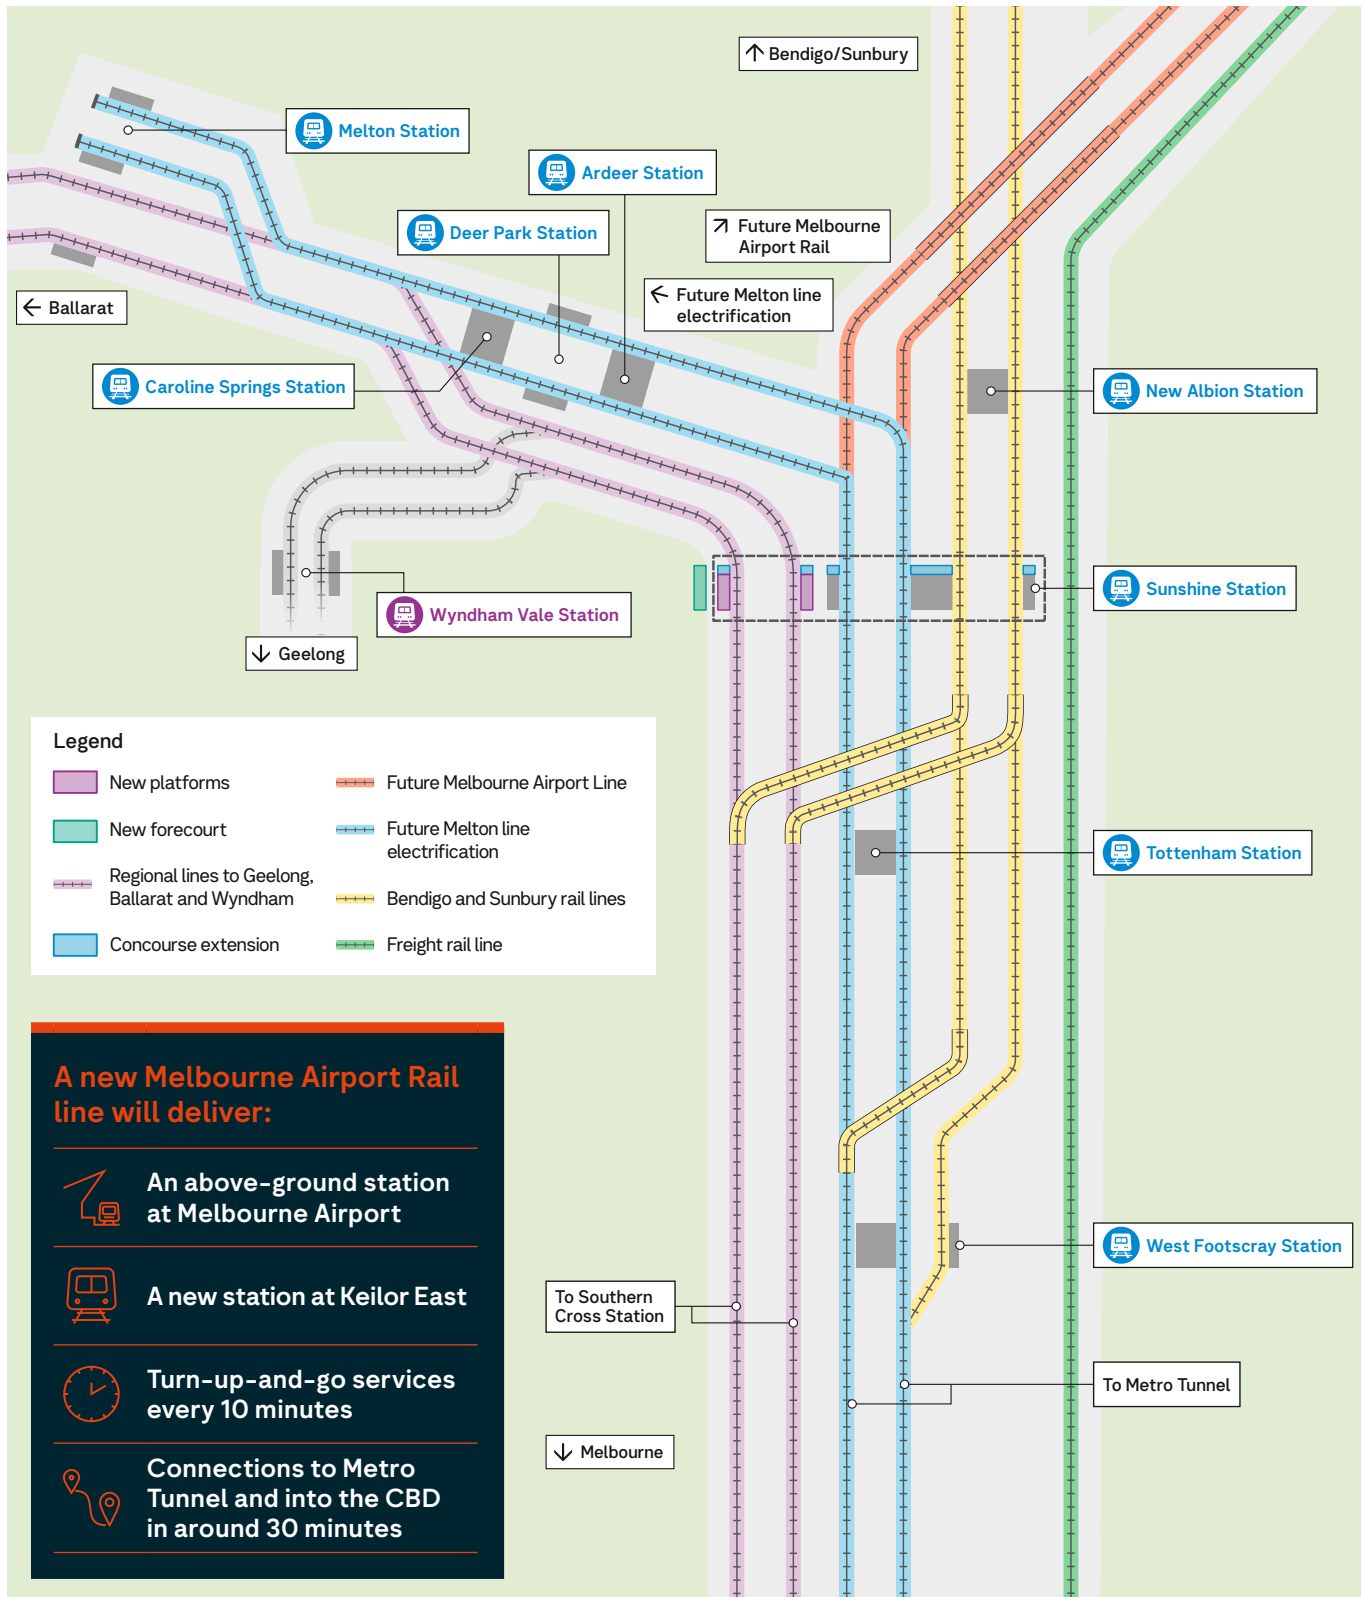 Bendigo/Sunbury
Melton Station
Ardeer Station
Deer Park Station
Future Melbourne
Airport Rail
Future Melton line
electrification
Ballarat
Caroline Springs Station
New Albion Station
Sunshine Station
Wyndham Vale Station
Geelong
Legend
New platforms
New forecourt
Regional lines to Geelong,
Ballarat and Wyndham
Concourse extension
Future Melbourne Airport Line
Future Melton line
electrification
Bendigo and Sunbury rail lines
Freight rail line
Tottenham Station
A new Melbourne Airport Rail
line will deliver:
An above-ground station
at Melbourne Airport
A new station at Keilor East
Turn-up-and-go services
every 10 minutes
Connections to Metro
Tunnel and into the CBD
in around 30 minutes
West Footscray Station
To Southern
Cross Station
To Metro Tunnel
Melbourne